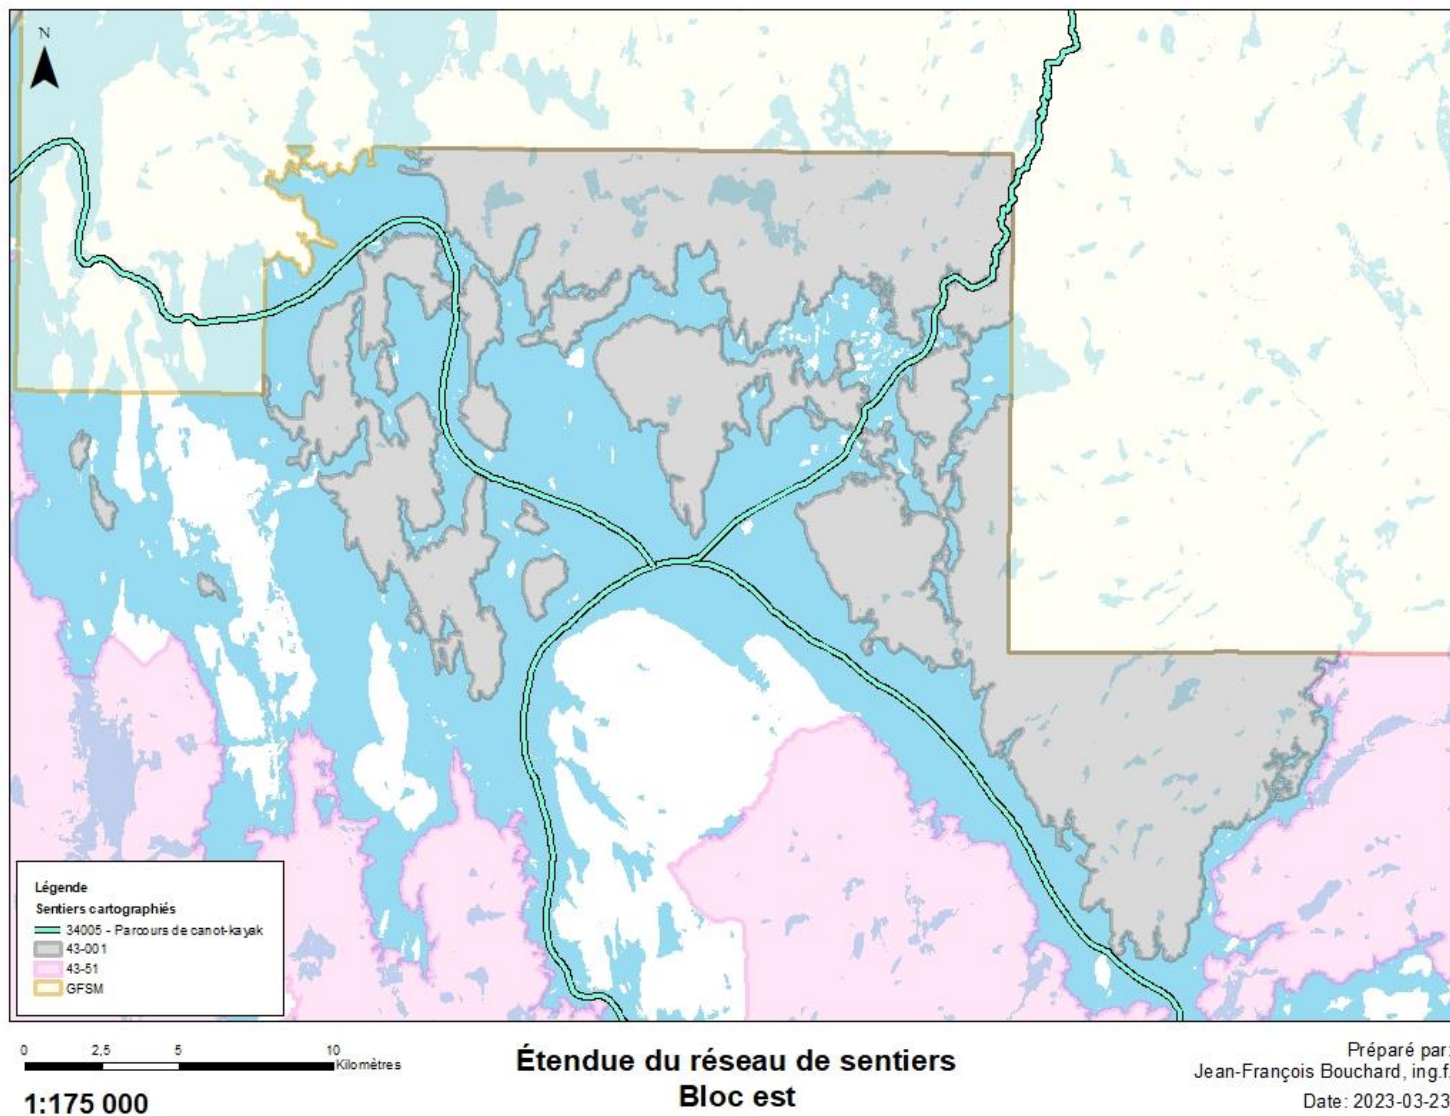 N
Légende
Sentiers cartographiés
34005 - Parcours de canot-kayak
43-001
43-51
GFSM
0 2,5 5 10
Kilomètres
1:175 000
Étendue du réseau de sentiers
Bloc est
Préparé par:
Jean-François Bouchard, ing.f.
Date: 2023-03-23